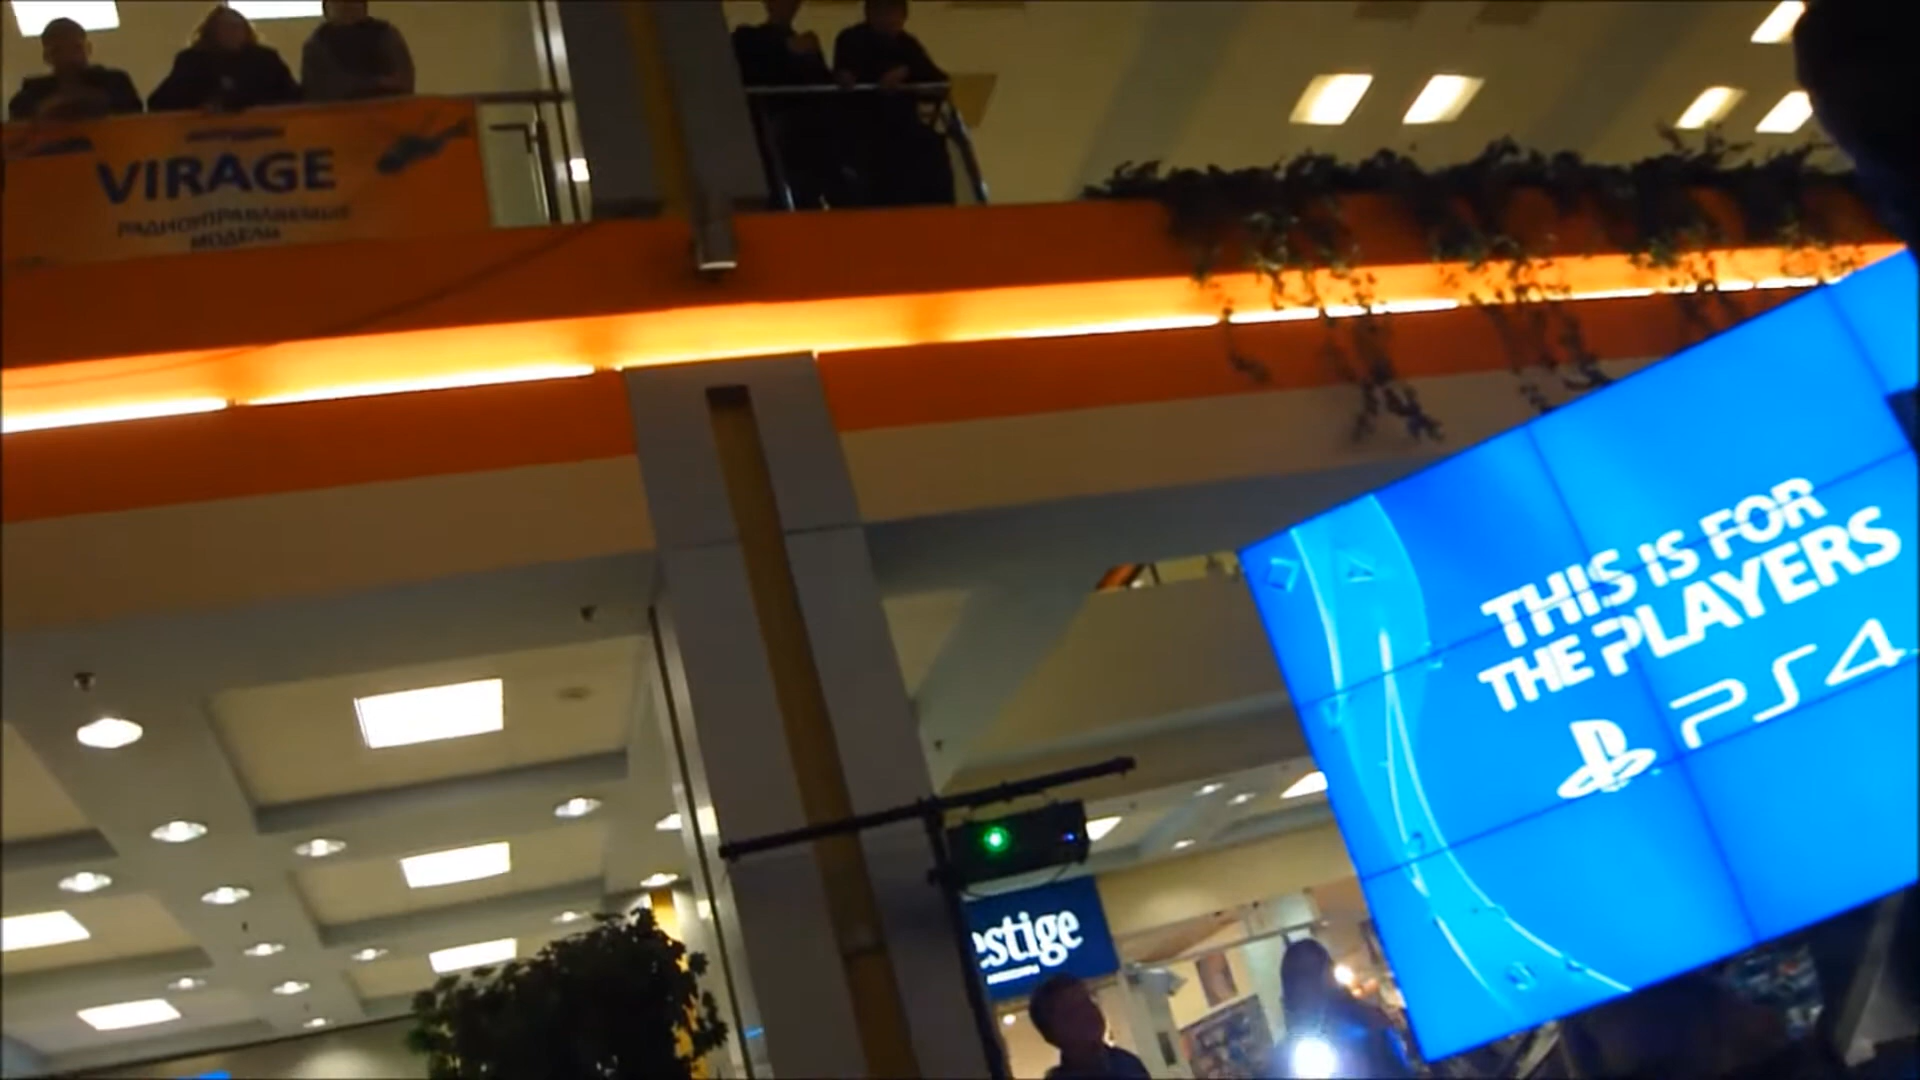 VIRAGE
РАДИОУПРАВЛЯЕМЫЕ
МОДЕЛИ
THIS IS FOR
THE PLAYERS
PS4
estige